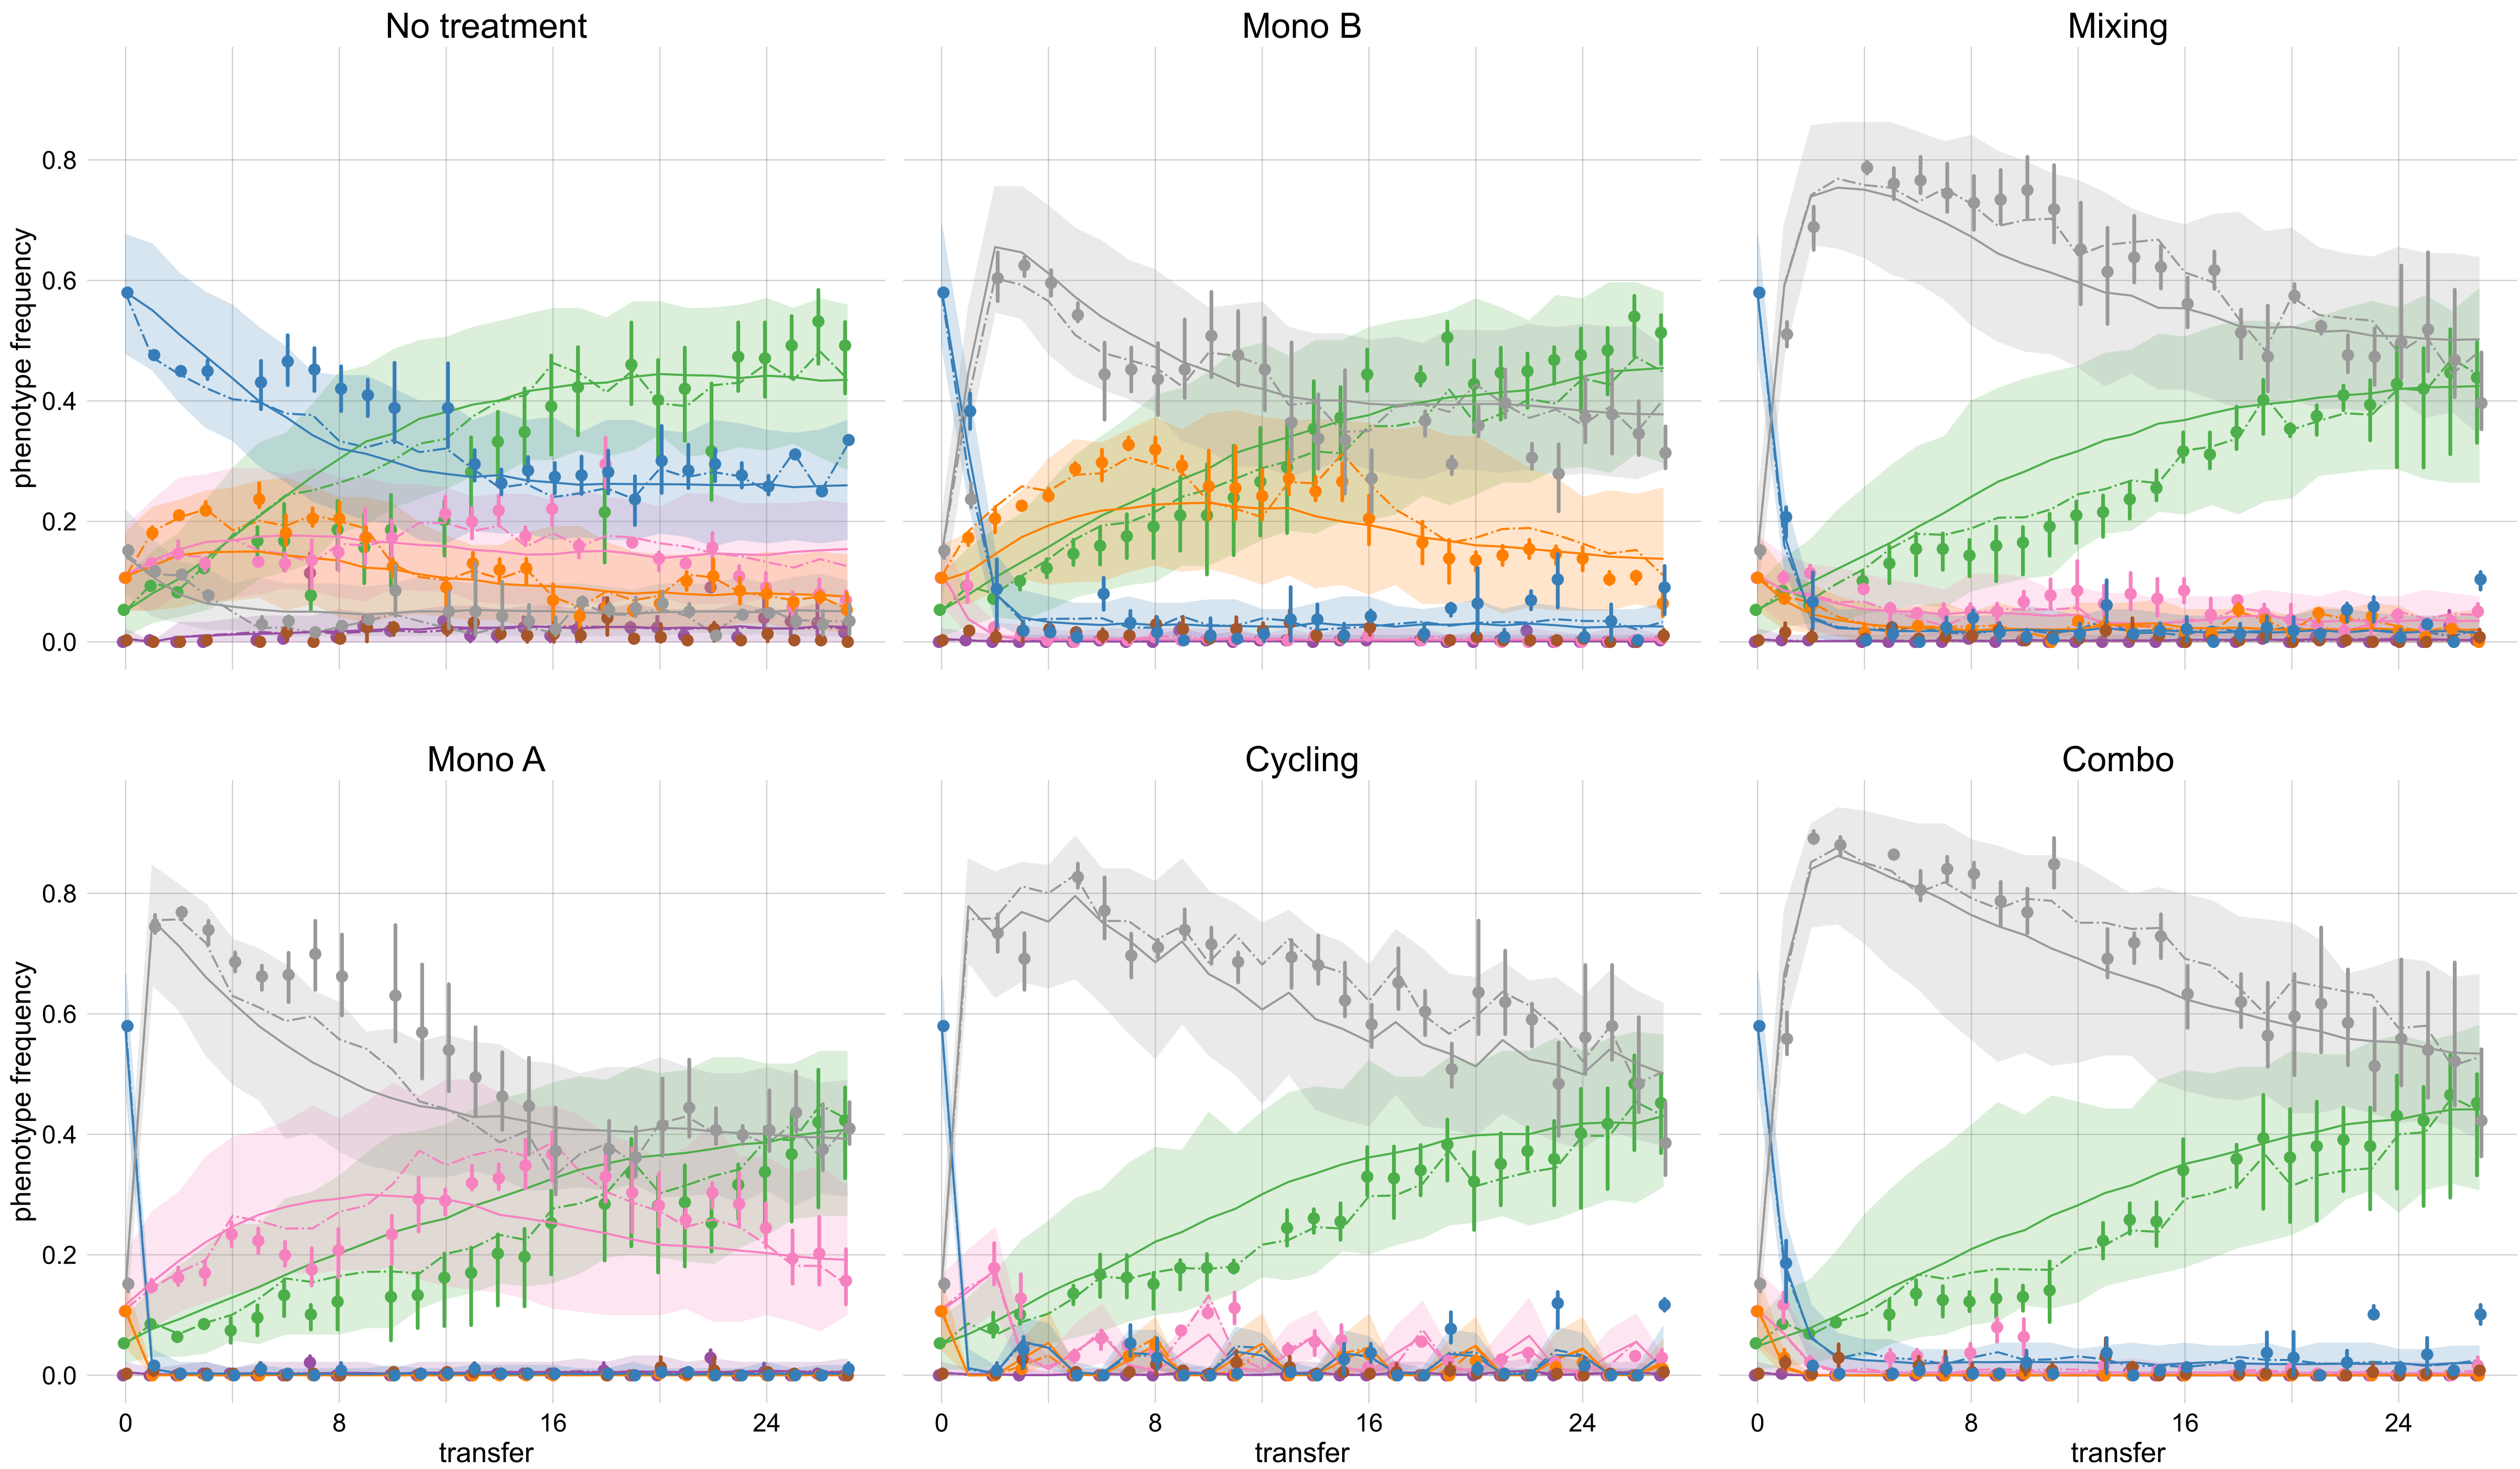 No treatment
Mono B
Mixing
phenotype frequency
0.8
0.6
0.4
0.2
0.0
Mono A
Cycling
Combo
phenotype frequency
0.8
0.6
0.4
0.2
0.0
0 8 16 24
0 8 16 24
0 8 16 24
transfer
transfer
transfer